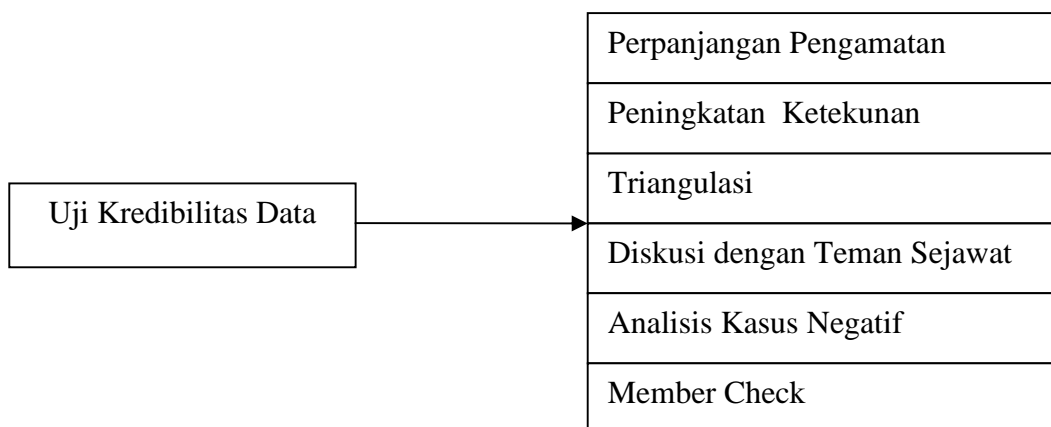 Uji Kredibilitas Data
Perpanjangan Pengamatan
Peningkatan Ketekunan
Triangulasi
Diskusi dengan Teman Sejawat
Analisis Kasus Negatif
Member Check